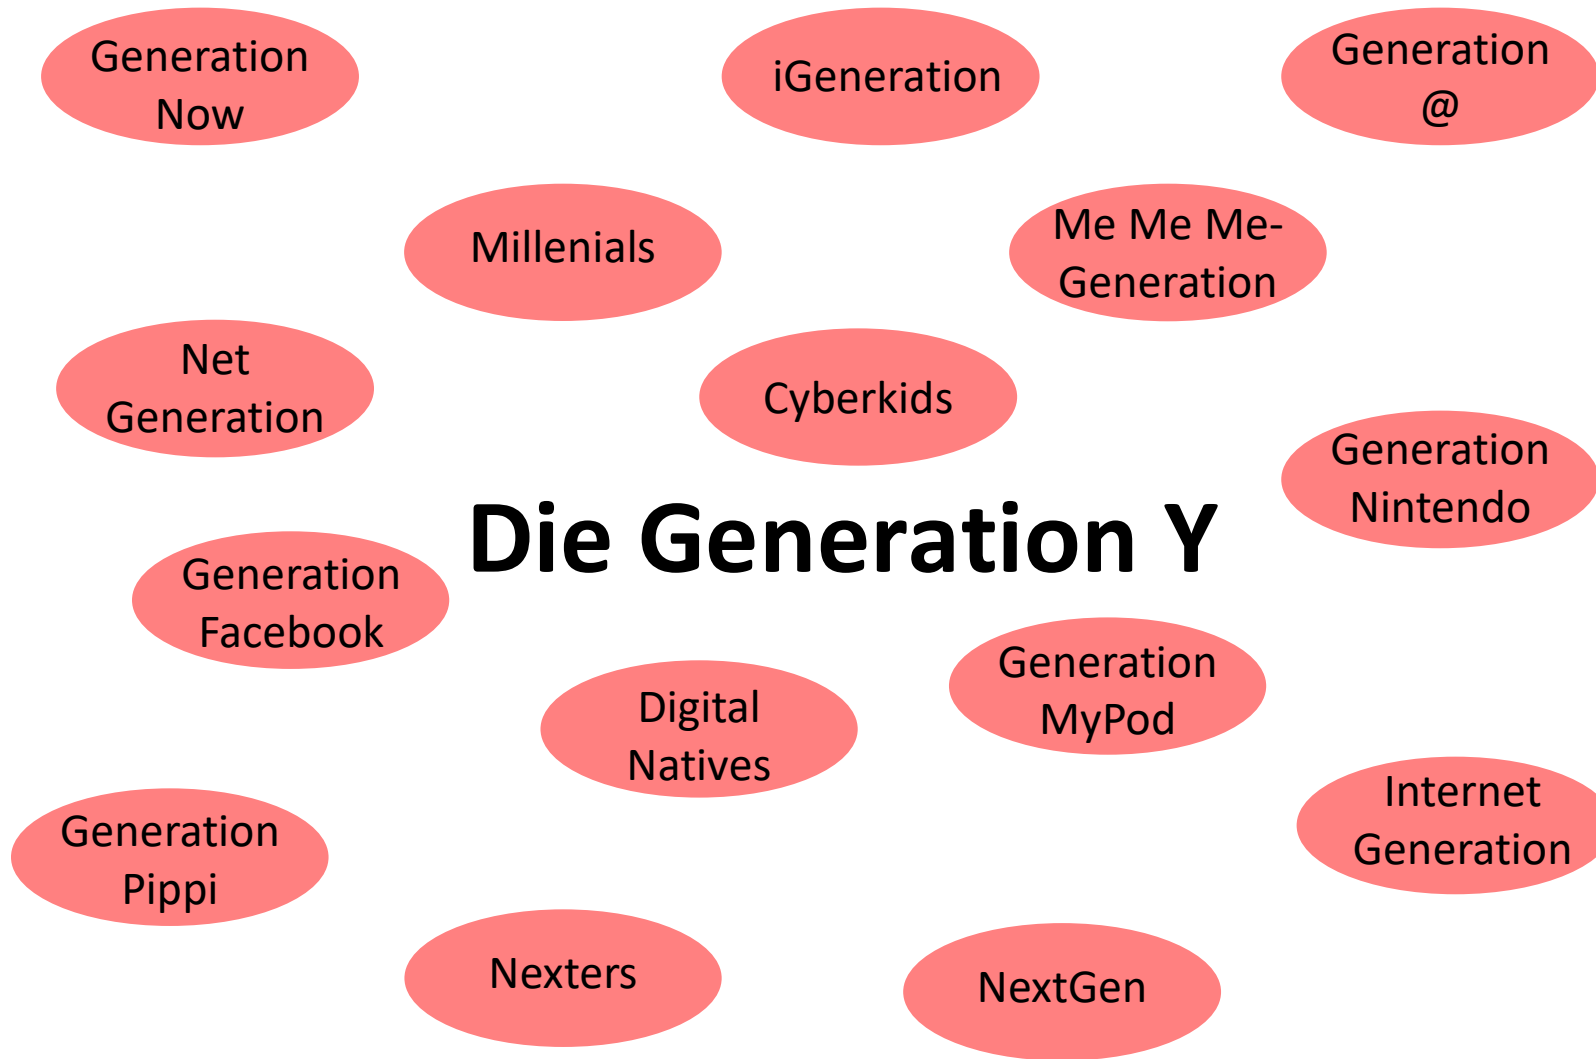 Generation
Now
iGeneration
Generation
@
Millenials
Me Me Me-
Generation
Net
Generation
Cyberkids
Generation
Nintendo
Die Generation Y
Generation
Facebook
Generation
MyPod
Digital
Natives
Internet
Generation
Generation
Pippi
Nexters
NextGen